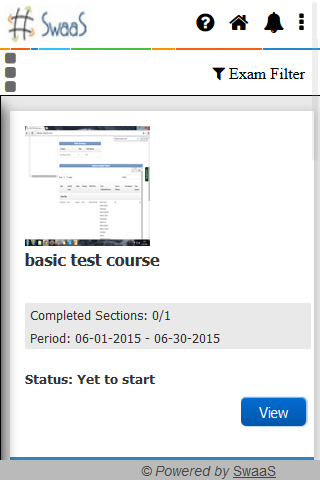 SwaaS
Exam Filter
basic test course
Completed Sections: 0/1
Period: 06-01-2015 - 06-30-2015
Status: Yet to start
View
© Powered by SwaaS